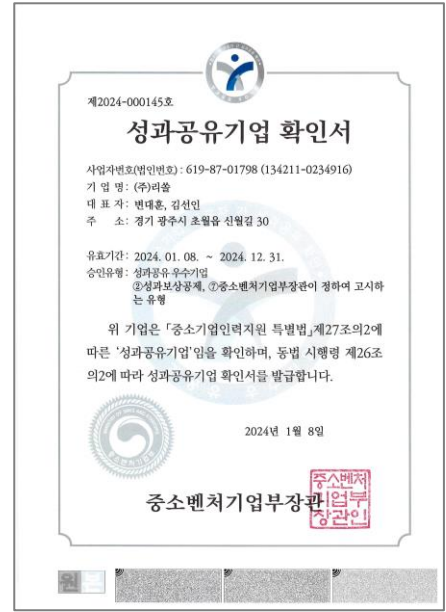 제2024-000145호
성과공유기업 확인서
사업자번호(법인번호) : 619-87-01798 (134211-0234916)
기 업 명 : (주)리쏠
대 표 자 : 변대훈, 김선인
주 소 : 경기 광주시 초월읍 신월길 30
유효기간 : 2024. 01. 08. ~ 2024. 12. 31.
승인유형 : 성과공유 우수기업
②성과보상공제, ⑦중소벤처기업부장관이 정하여 고시하
는 유형
위 기업은 「중소기업인력지원 특별법」제27조의2에
따른 ‘성과공유기업’임을 확인하며, 동법 시행령 제26조
의2에 따라 성과공유기업 확인서를 발급합니다.
2024년 1월 8일
중소벤처기업부장관
중소벤처
기업부
장관인
원본